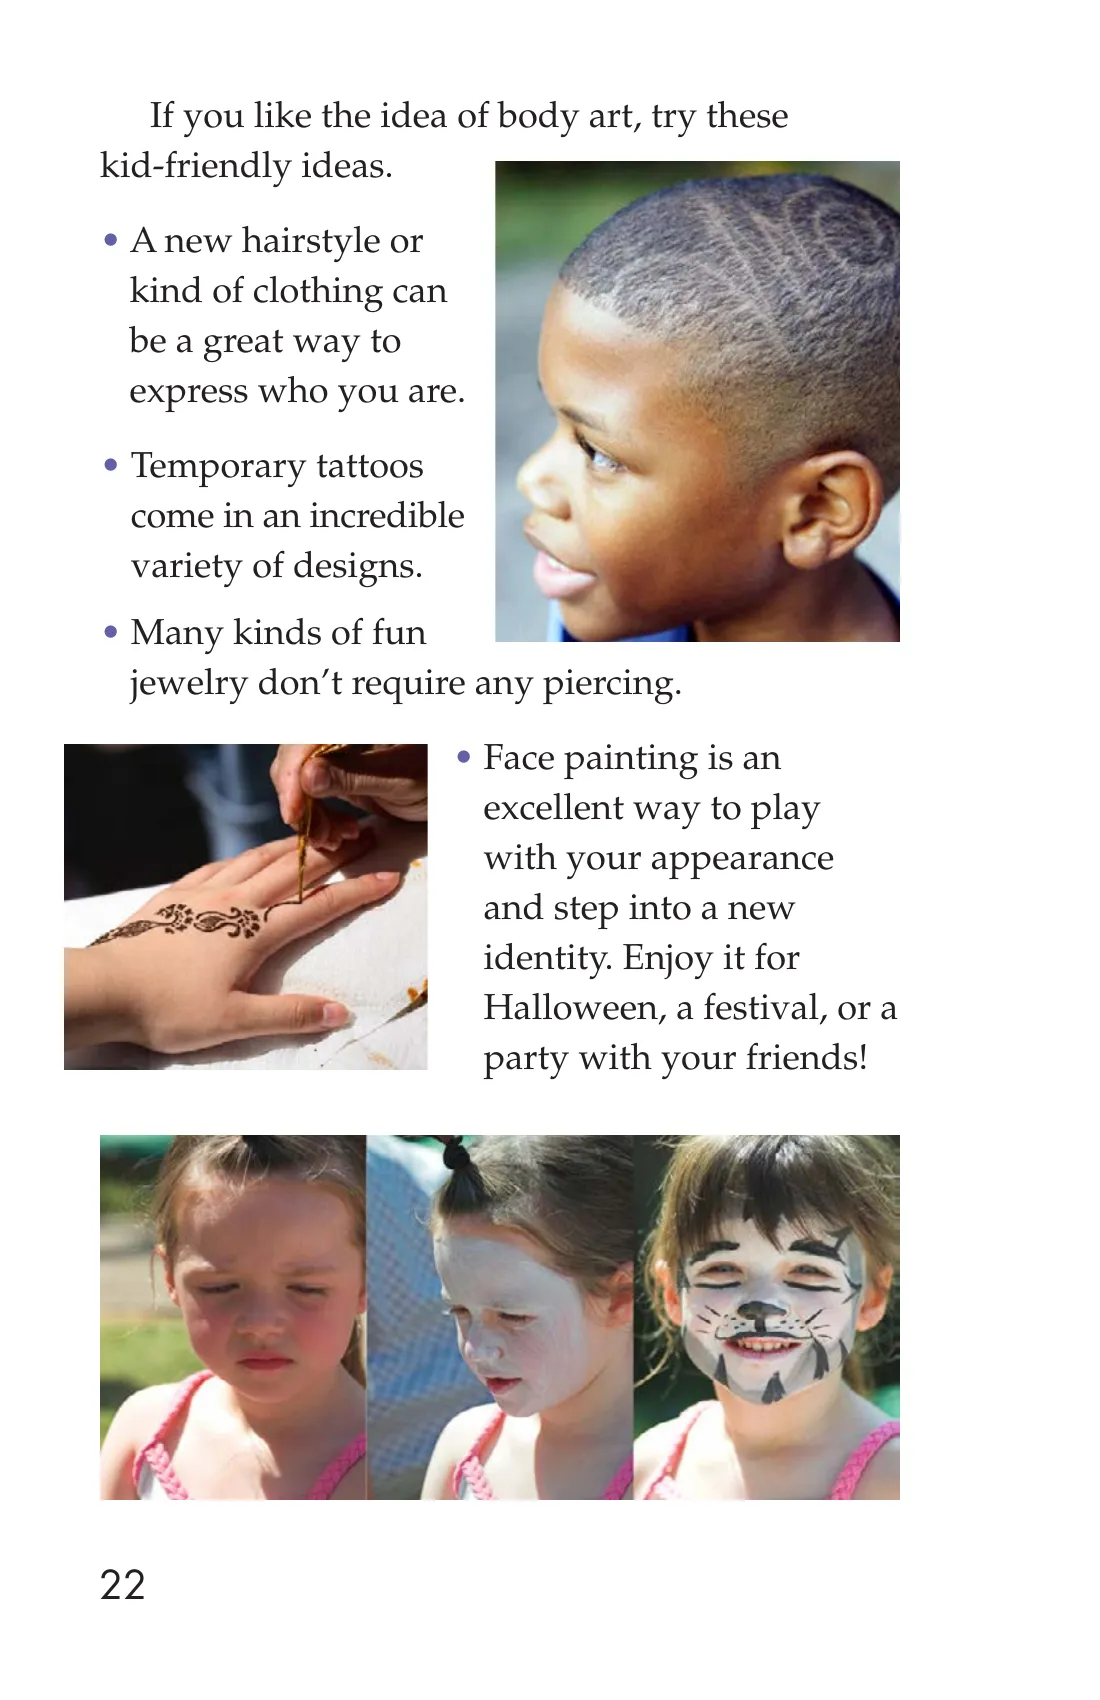 If you like the idea of body art, try these
kid-friendly ideas.
• A new hairstyle or
kind of clothing can
be a great way to
express who you are.
• Temporary tattoos
come in an incredible
variety of designs.
• Many kinds of fun
jewelry don’t require any piercing.
• Face painting is an
excellent way to play
with your appearance
and step into a new
identity. Enjoy it for
Halloween, a festival, or a
party with your friends!
22